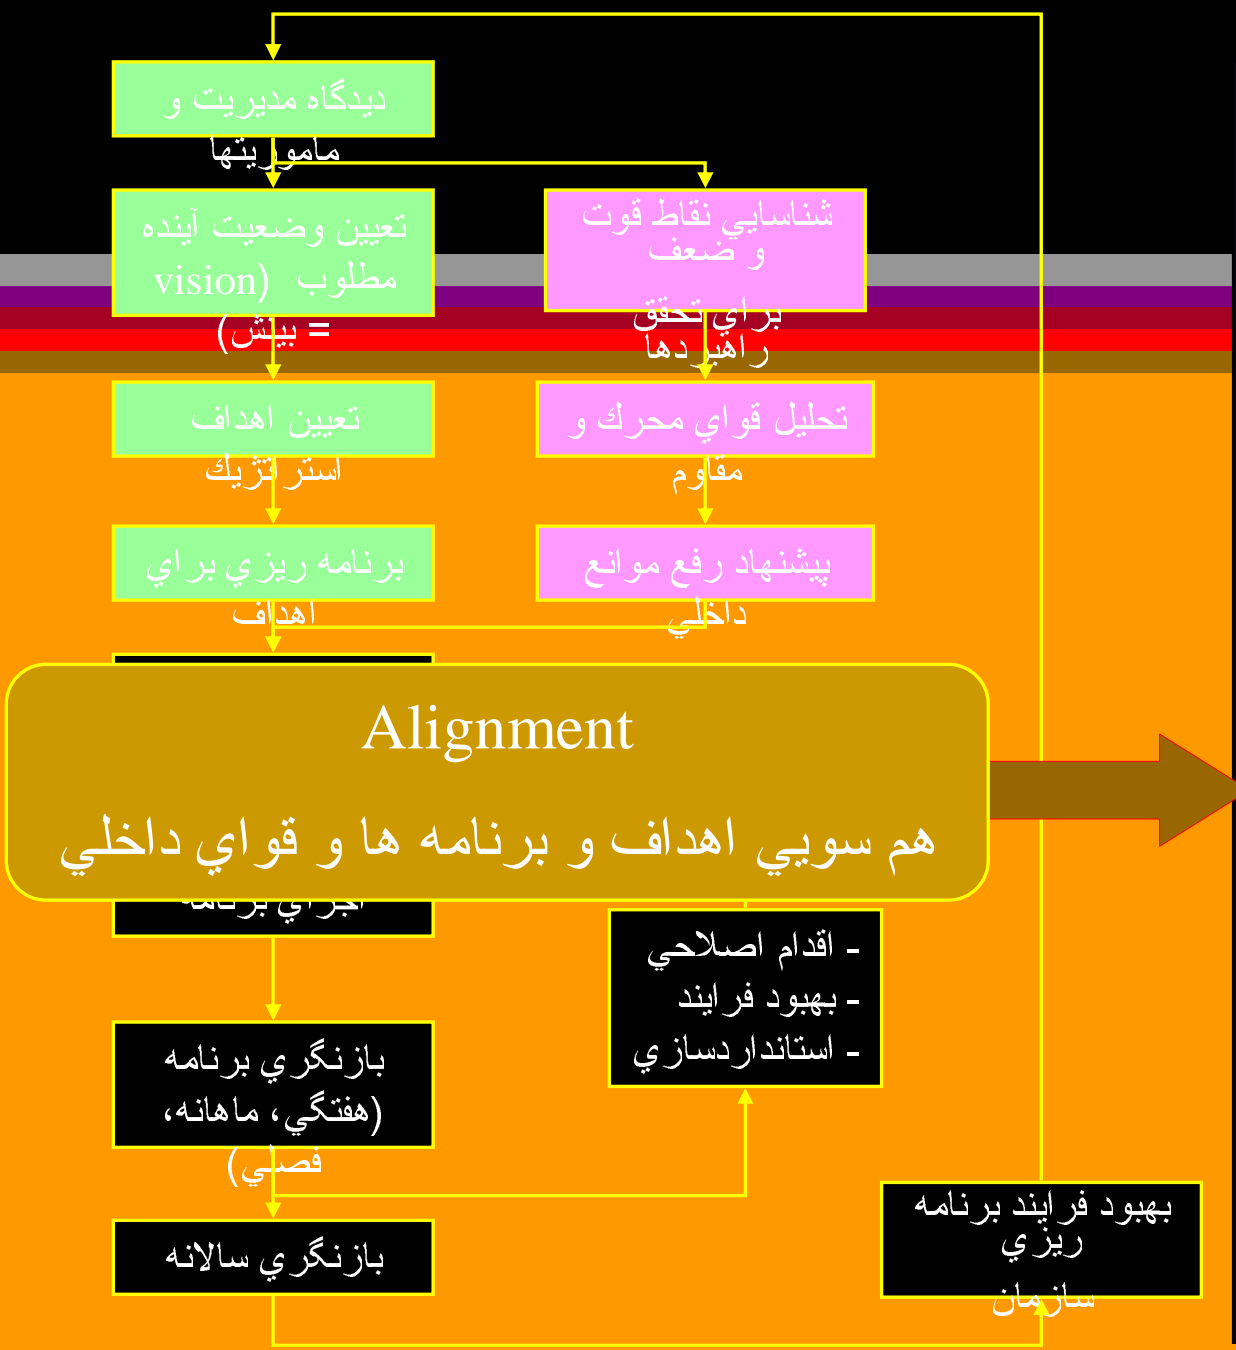 ديدگاه مديريت و
ماموريتها
تعيين وضعيت آينده
مطلوب (vision
= بينش)
شناسايي نقاط قوت
و ضعف
براي تحقق
راهبردها
تعيين اهداف
استراتژيك
تحليل قواي محرك و
مقاوم
برنامه ريزي براي
اهداف
پيشنهاد رفع موانع
داخلي
Alignment
هم سويي اهداف و برنامه ها و قواي داخلي
اجراي برنامه
- اقدام اصلاحي
- بهبود فرايند
- استانداردسازي
بازنگري برنامه
(هفتگي، ماهانه،
فصلي)
بازنگري سالانه
بهبود فرايند برنامه
ريزي
سازمان